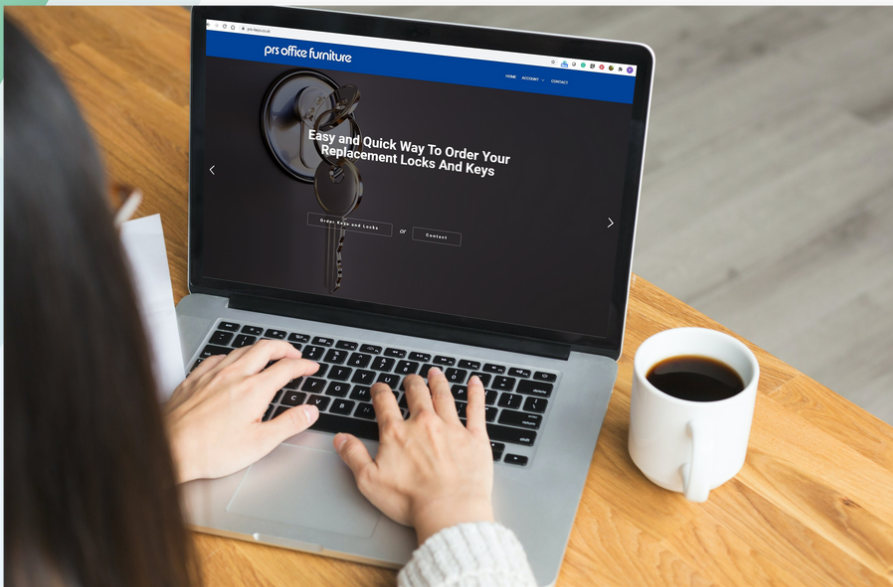 prs office furniture
HOME ACCOUNT CONTACT
Easy and Quick Way To Order Your
Replacement Locks And Keys
Order Keys and Locks or Contact